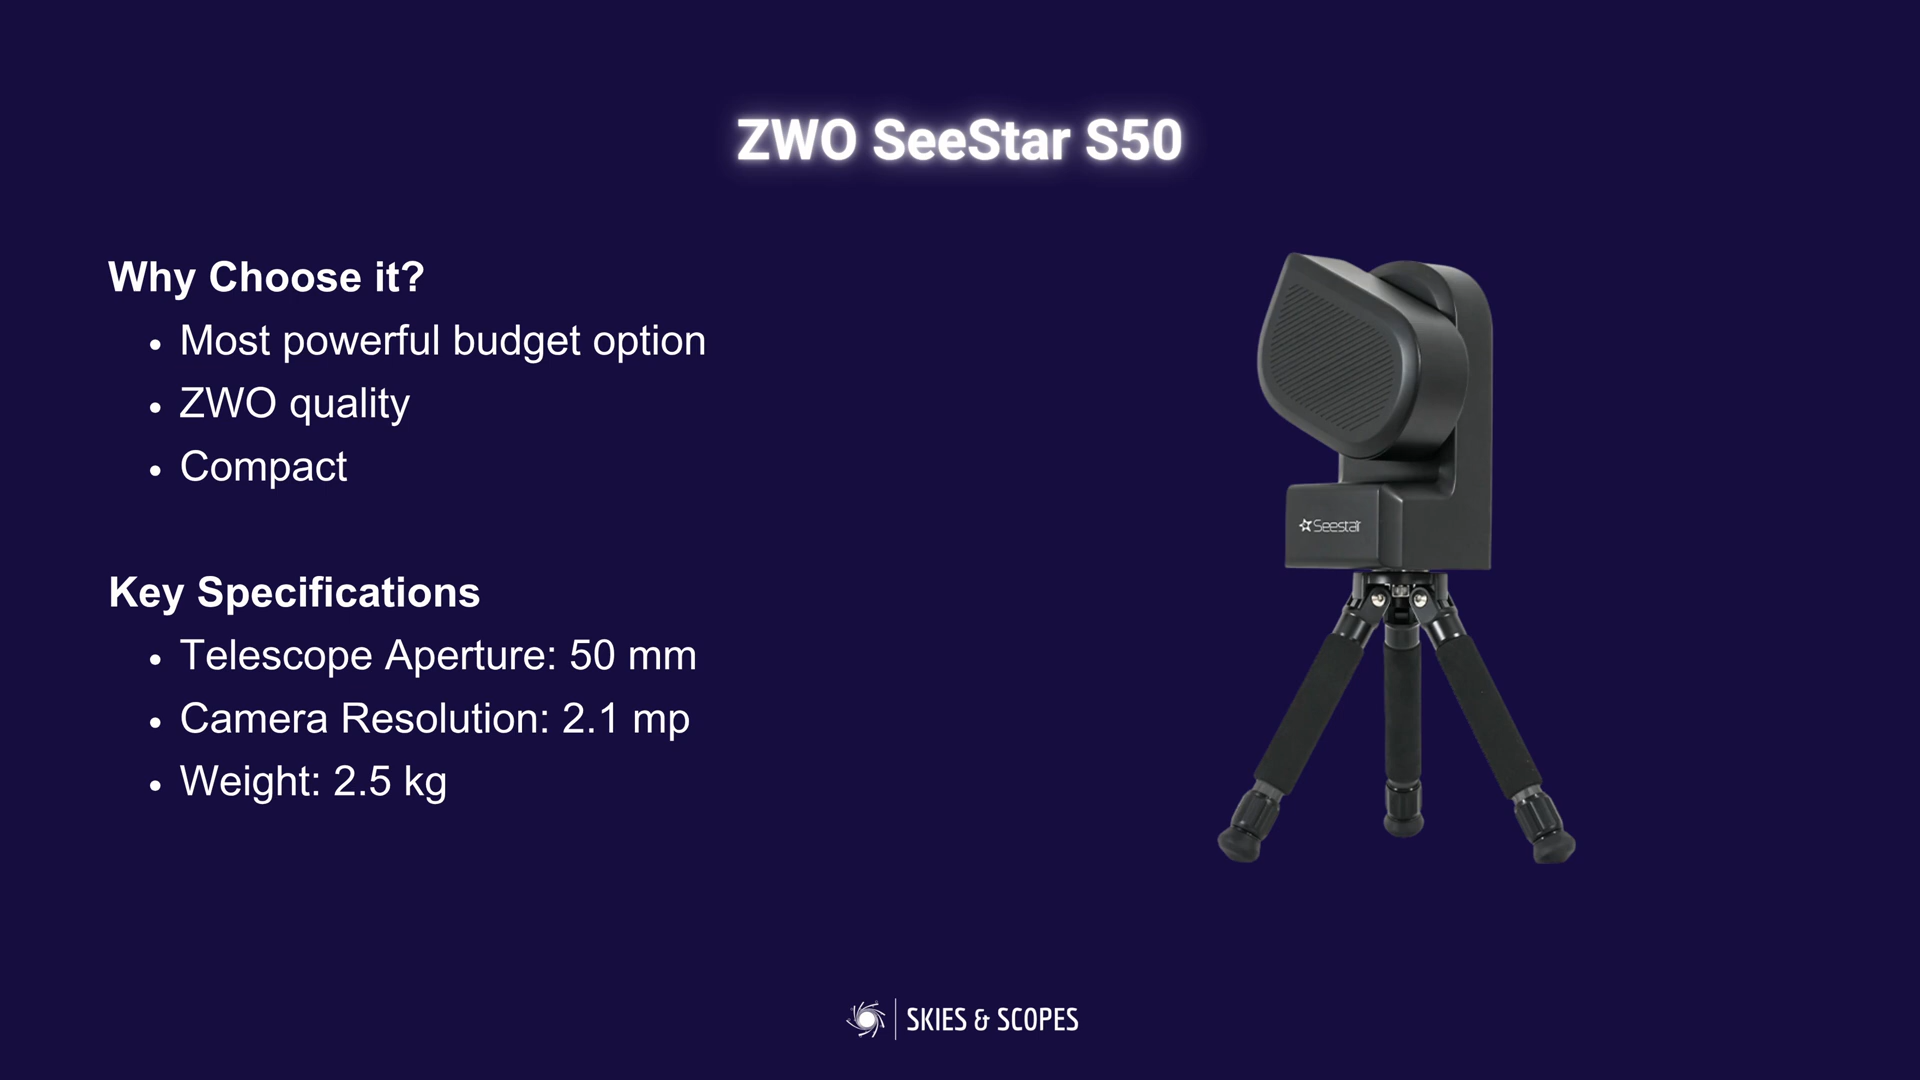 ZWO SeeStar S50
Why Choose it?
• Most powerful budget option
• ZWO quality
• Compact
Seestar
Key Specifications
• Telescope Aperture: 50 mm
• Camera Resolution: 2.1 mp
• Weight: 2.5 kg
SKIES & SCOPES